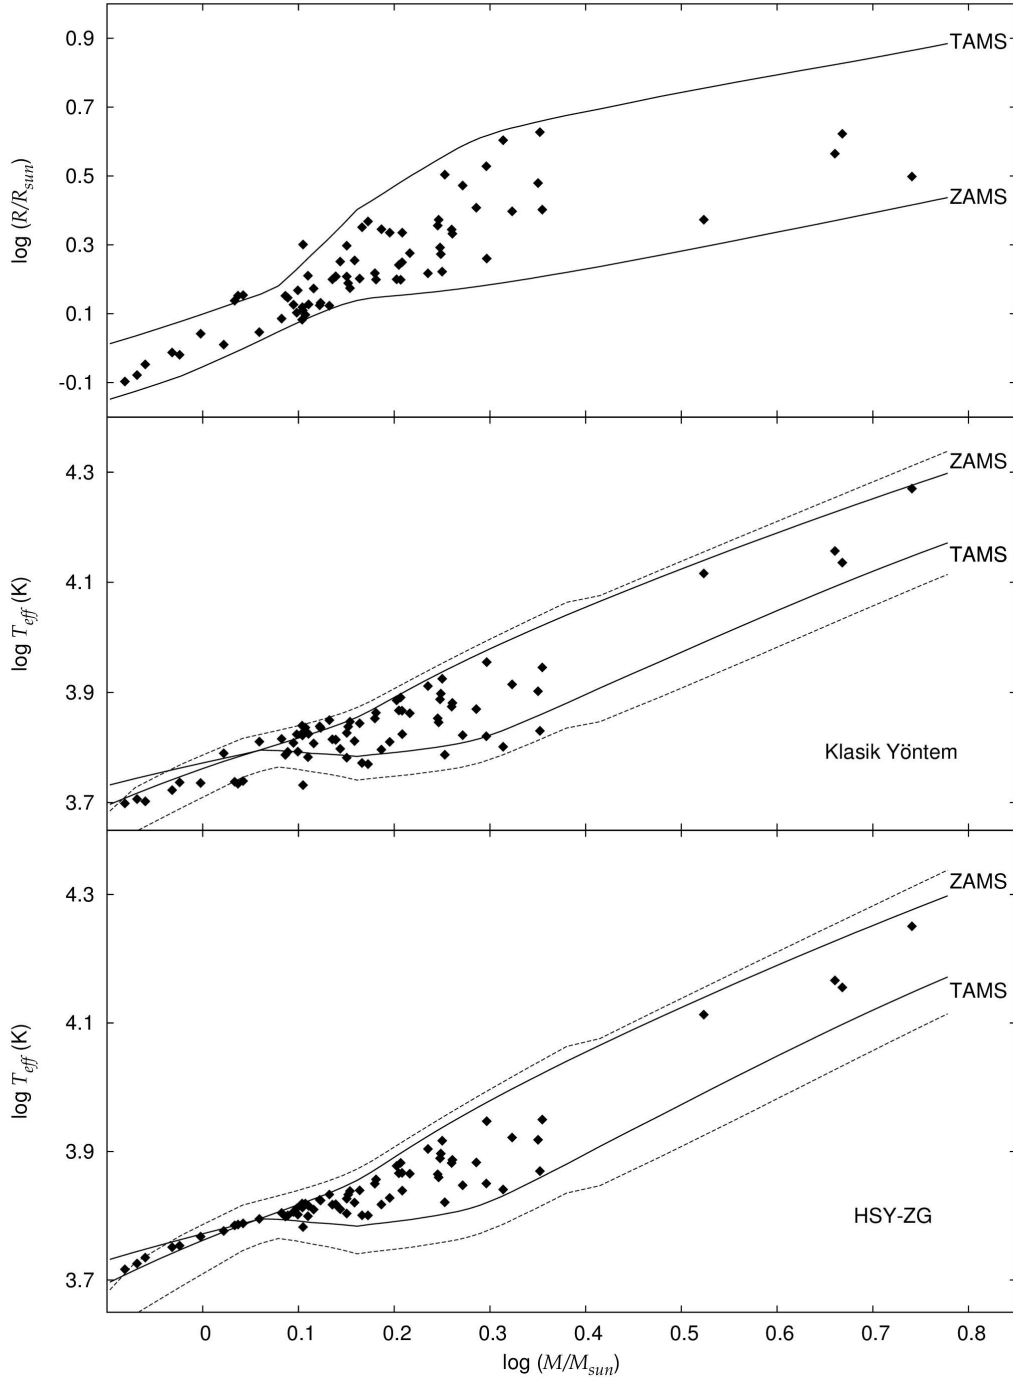 0.9
0.7
0.5
0.3
0.1
-0.1
log (R/R_sun)
TAMS
ZAMS
4.3
4.1
3.9
3.7
log T_eff (K)
ZAMS
TAMS
Klasik Yöntem
4.3
4.1
3.9
3.7
log T_eff (K)
ZAMS
TAMS
HSY-ZG
0 0.1 0.2 0.3 0.4 0.5 0.6 0.7 0.8
log (M/M_sun)